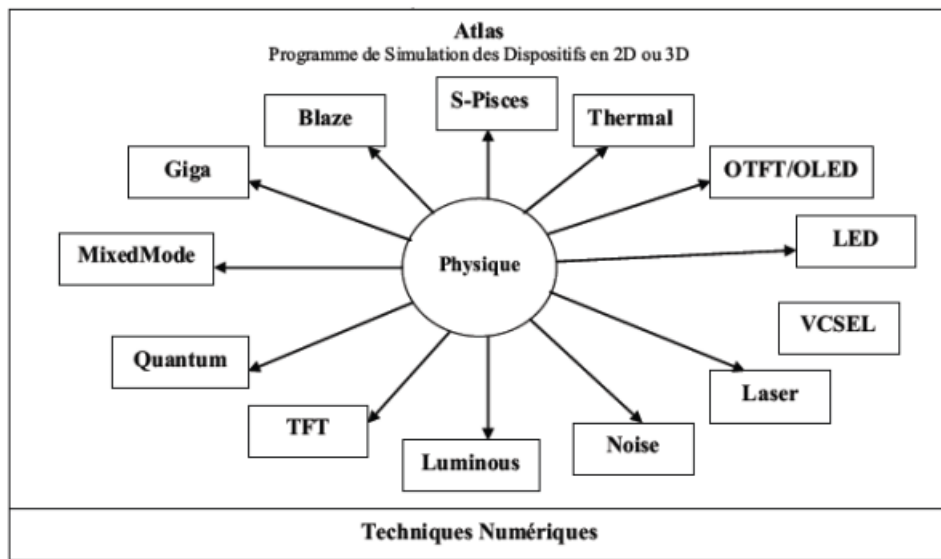 Atlas
Programme de Simulation des Dispositifs en 2D ou 3D
S-Pisces
Blaze
Thermal
Giga
OTFT/OLED
LED
MixedMode
Physique
VCSEL
Quantum
Laser
TFT
Noise
Luminous
Techniques Numériques